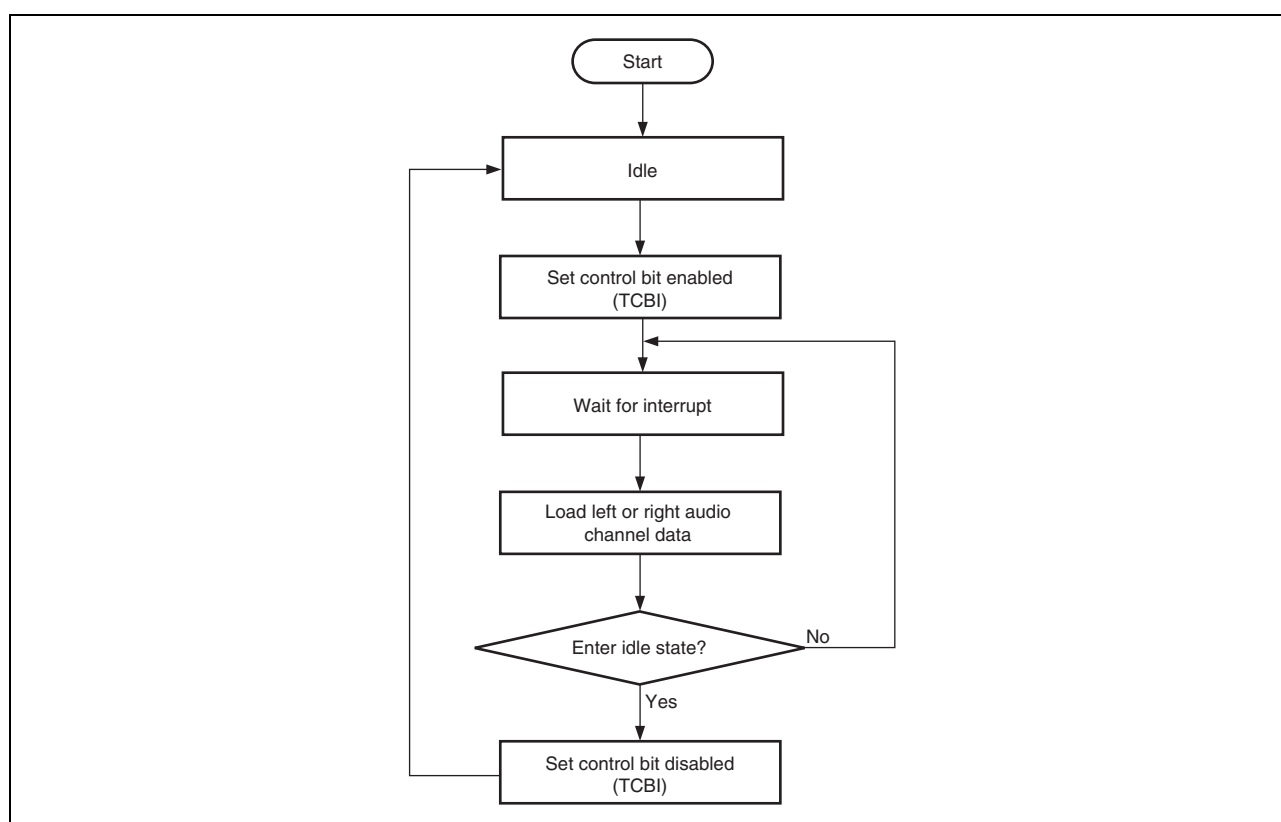 Start
Idle
Set control bit enabled
(TCBI)
Wait for interrupt
Load left or right audio
channel data
Enter idle state?
No
Yes
Set control bit disabled
(TCBI)